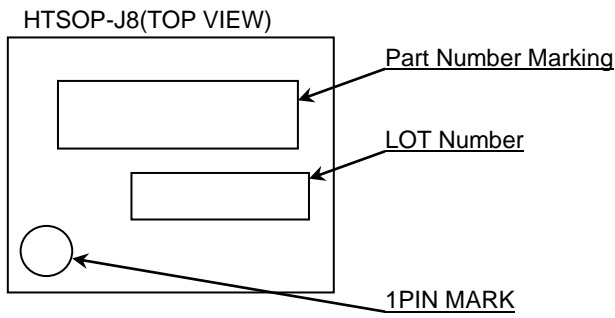 HTSOP-J8(TOP VIEW)
Part Number Marking
LOT Number
1PIN MARK